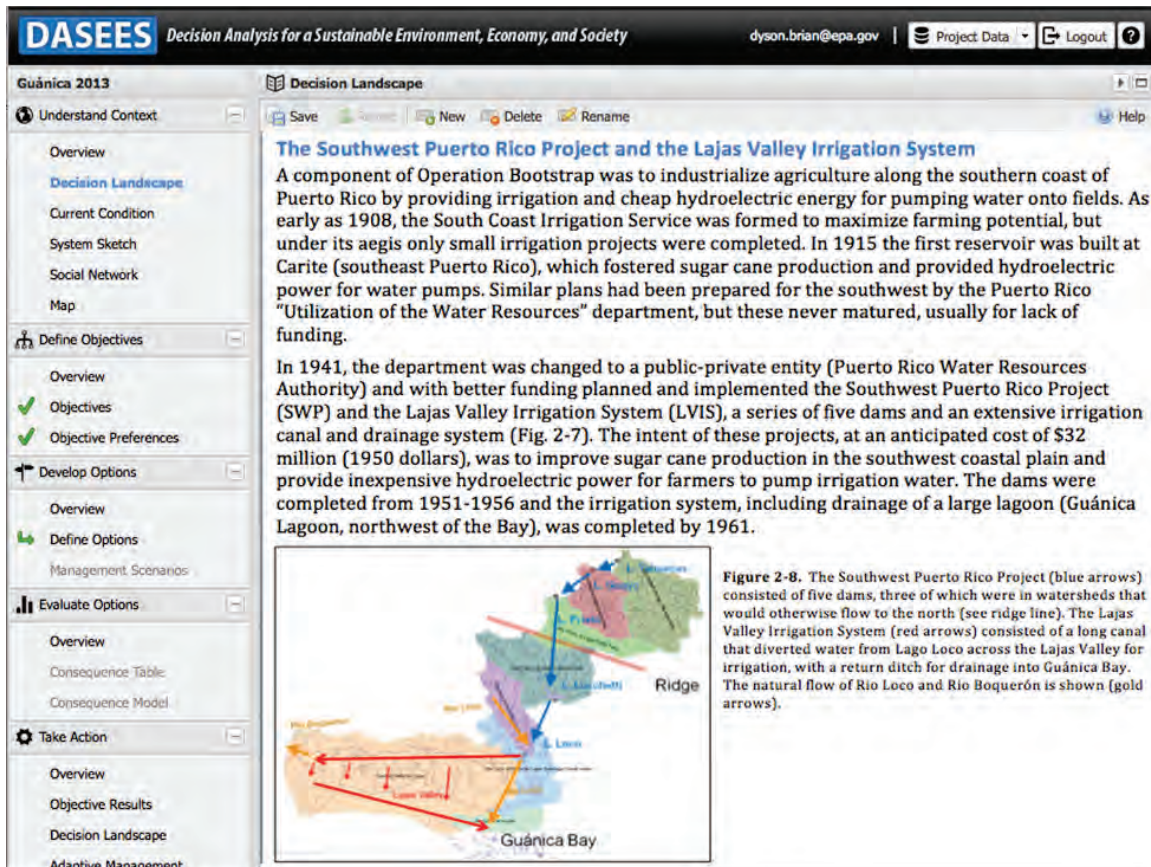 DASEES Decision Analysis for a Sustainable Environment, Economy, and Society dyson.brian@epa.gov | Project Data Logout ?
Guánica 2013
Understand Context
Overview
Decision Landscape
Current Condition
System Sketch
Social Network
Map
Define Objectives
Overview
Objectives
Objective Preferences
Develop Options
Overview
Define Options
Management Scenarios
Evaluate Options
Overview
Consequence Table
Consequence Model
Take Action
Overview
Objective Results
Decision Landscape
Adaptive Management
Decision Landscape
Save New Delete Rename Help
The Southwest Puerto Rico Project and the Lajas Valley Irrigation System
A component of Operation Bootstrap was to industrialize agriculture along the southern coast of
Puerto Rico by providing irrigation and cheap hydroelectric energy for pumping water onto fields. As
early as 1908, the South Coast Irrigation Service was formed to maximize farming potential, but
under its aegis only small irrigation projects were completed. In 1915 the first reservoir was built at
Carite (southeast Puerto Rico), which fostered sugar cane production and provided hydroelectric
power for water pumps. Similar plans had been prepared for the southwest by the Puerto Rico
“Utilization of the Water Resources” department, but these never matured, usually for lack of
funding.
In 1941, the department was changed to a public-private entity (Puerto Rico Water Resources
Authority) and with better funding planned and implemented the Southwest Puerto Rico Project
(SWP) and the Lajas Valley Irrigation System (LVIS), a series of five dams and an extensive irrigation
canal and drainage system (Fig. 2-7). The intent of these projects, at an anticipated cost of $32
million (1950 dollars), was to improve sugar cane production in the southwest coastal plain and
provide inexpensive hydroelectric power for farmers to pump irrigation water. The dams were
completed from 1951-1956 and the irrigation system, including drainage of a large lagoon (Guánica
Lagoon, northwest of the Bay), was completed by 1961.
L. Prieto
Ridge
L. Loco
Lajas Valley
Guánica Bay
Figure 2-8. The Southwest Puerto Rico Project (blue arrows)
consisted of five dams, three of which were in watersheds that
would otherwise flow to the north (see ridge line). The Lajas
Valley Irrigation System (red arrows) consisted of a long canal
that diverted water from Lago Loco across the Lajas Valley for
irrigation, with a return ditch for drainage into Guánica Bay.
The natural flow of Rio Loco and Rio Boquerón is shown (gold
arrows).